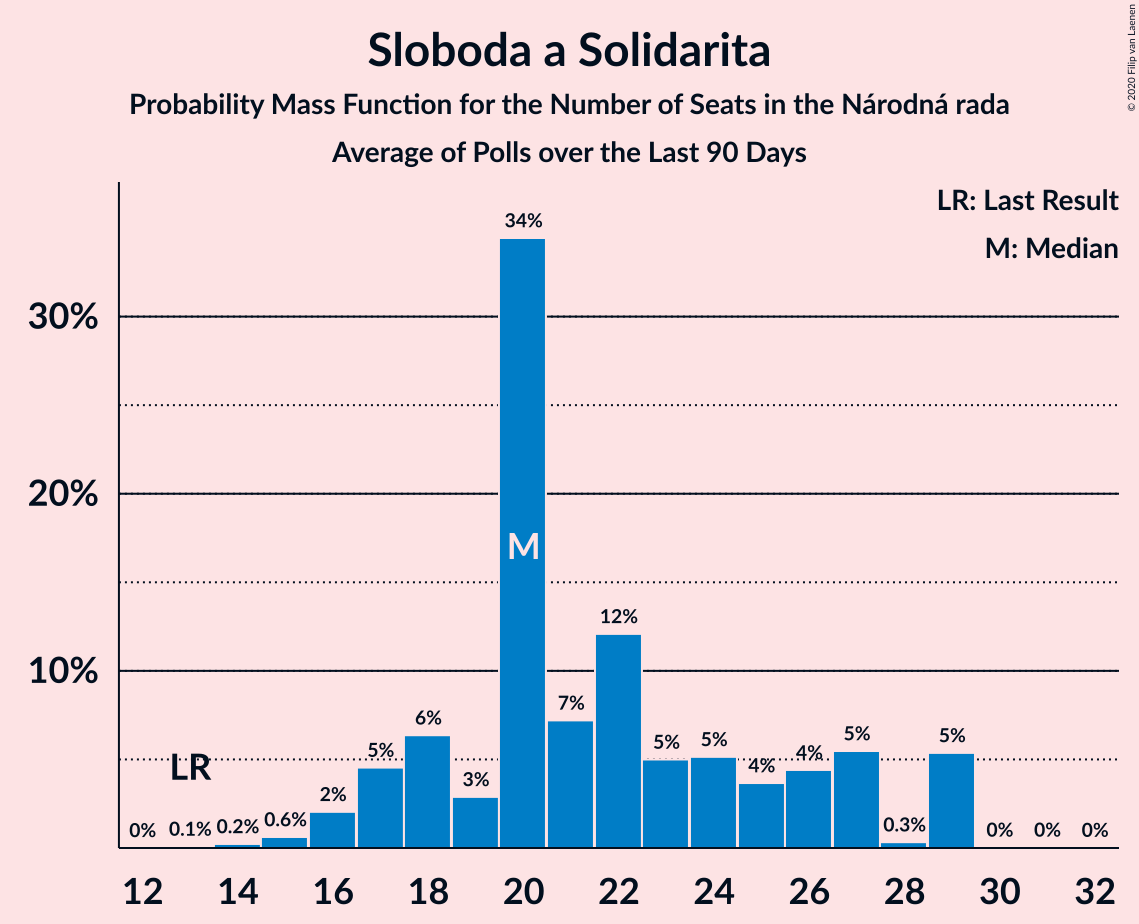 Sloboda a Solidarita
Probability Mass Function for the Number of Seats in the Národná rada
Average of Polls over the Last 90 Days
© 2020 Filip van Laenen
LR: Last Result
M: Median
34%
30%
20%
M
12%
10%
7%
6%
5%
5%
5%
4%
4%
5%
5%
LR
3%
2%
0%
0.1%
0.2%
0.6%
0.3%
0%
0%
0%
12 14 16 18 20 22 24 26 28 30 32